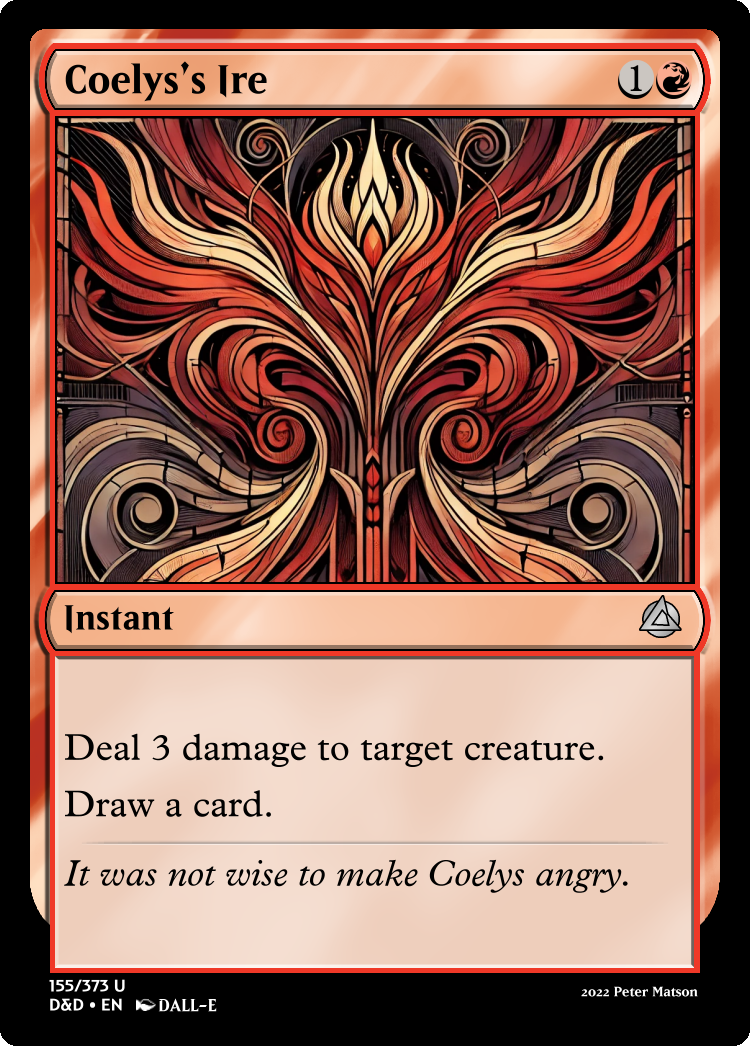 Coelys's Ire 1
Instant
Deal 3 damage to target creature.
Draw a card.
It was not wise to make Coelys angry.
155/373 U
D&D • EN DALL-E
2022 Peter Matson